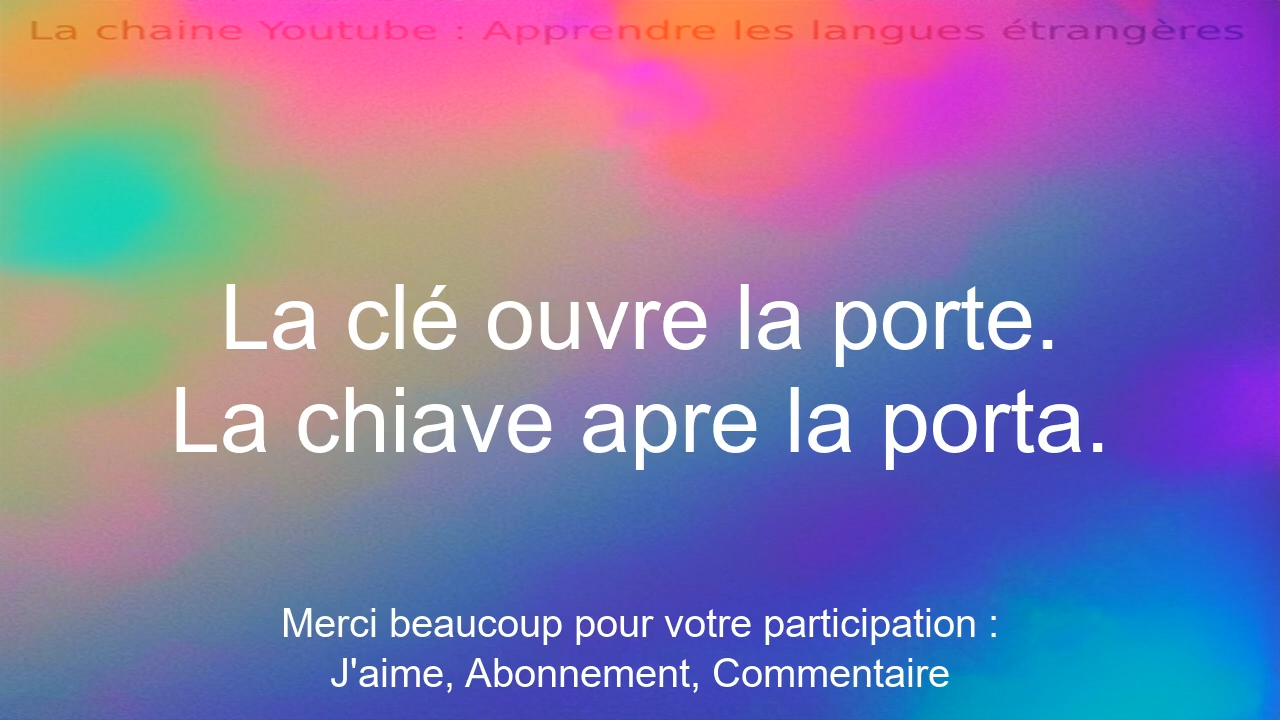 La chaine Youtube : Apprendre les langues étrangères
La clé ouvre la porte.
La chiave apre la porta.
Merci beaucoup pour votre participation :
J'aime, Abonnement, Commentaire